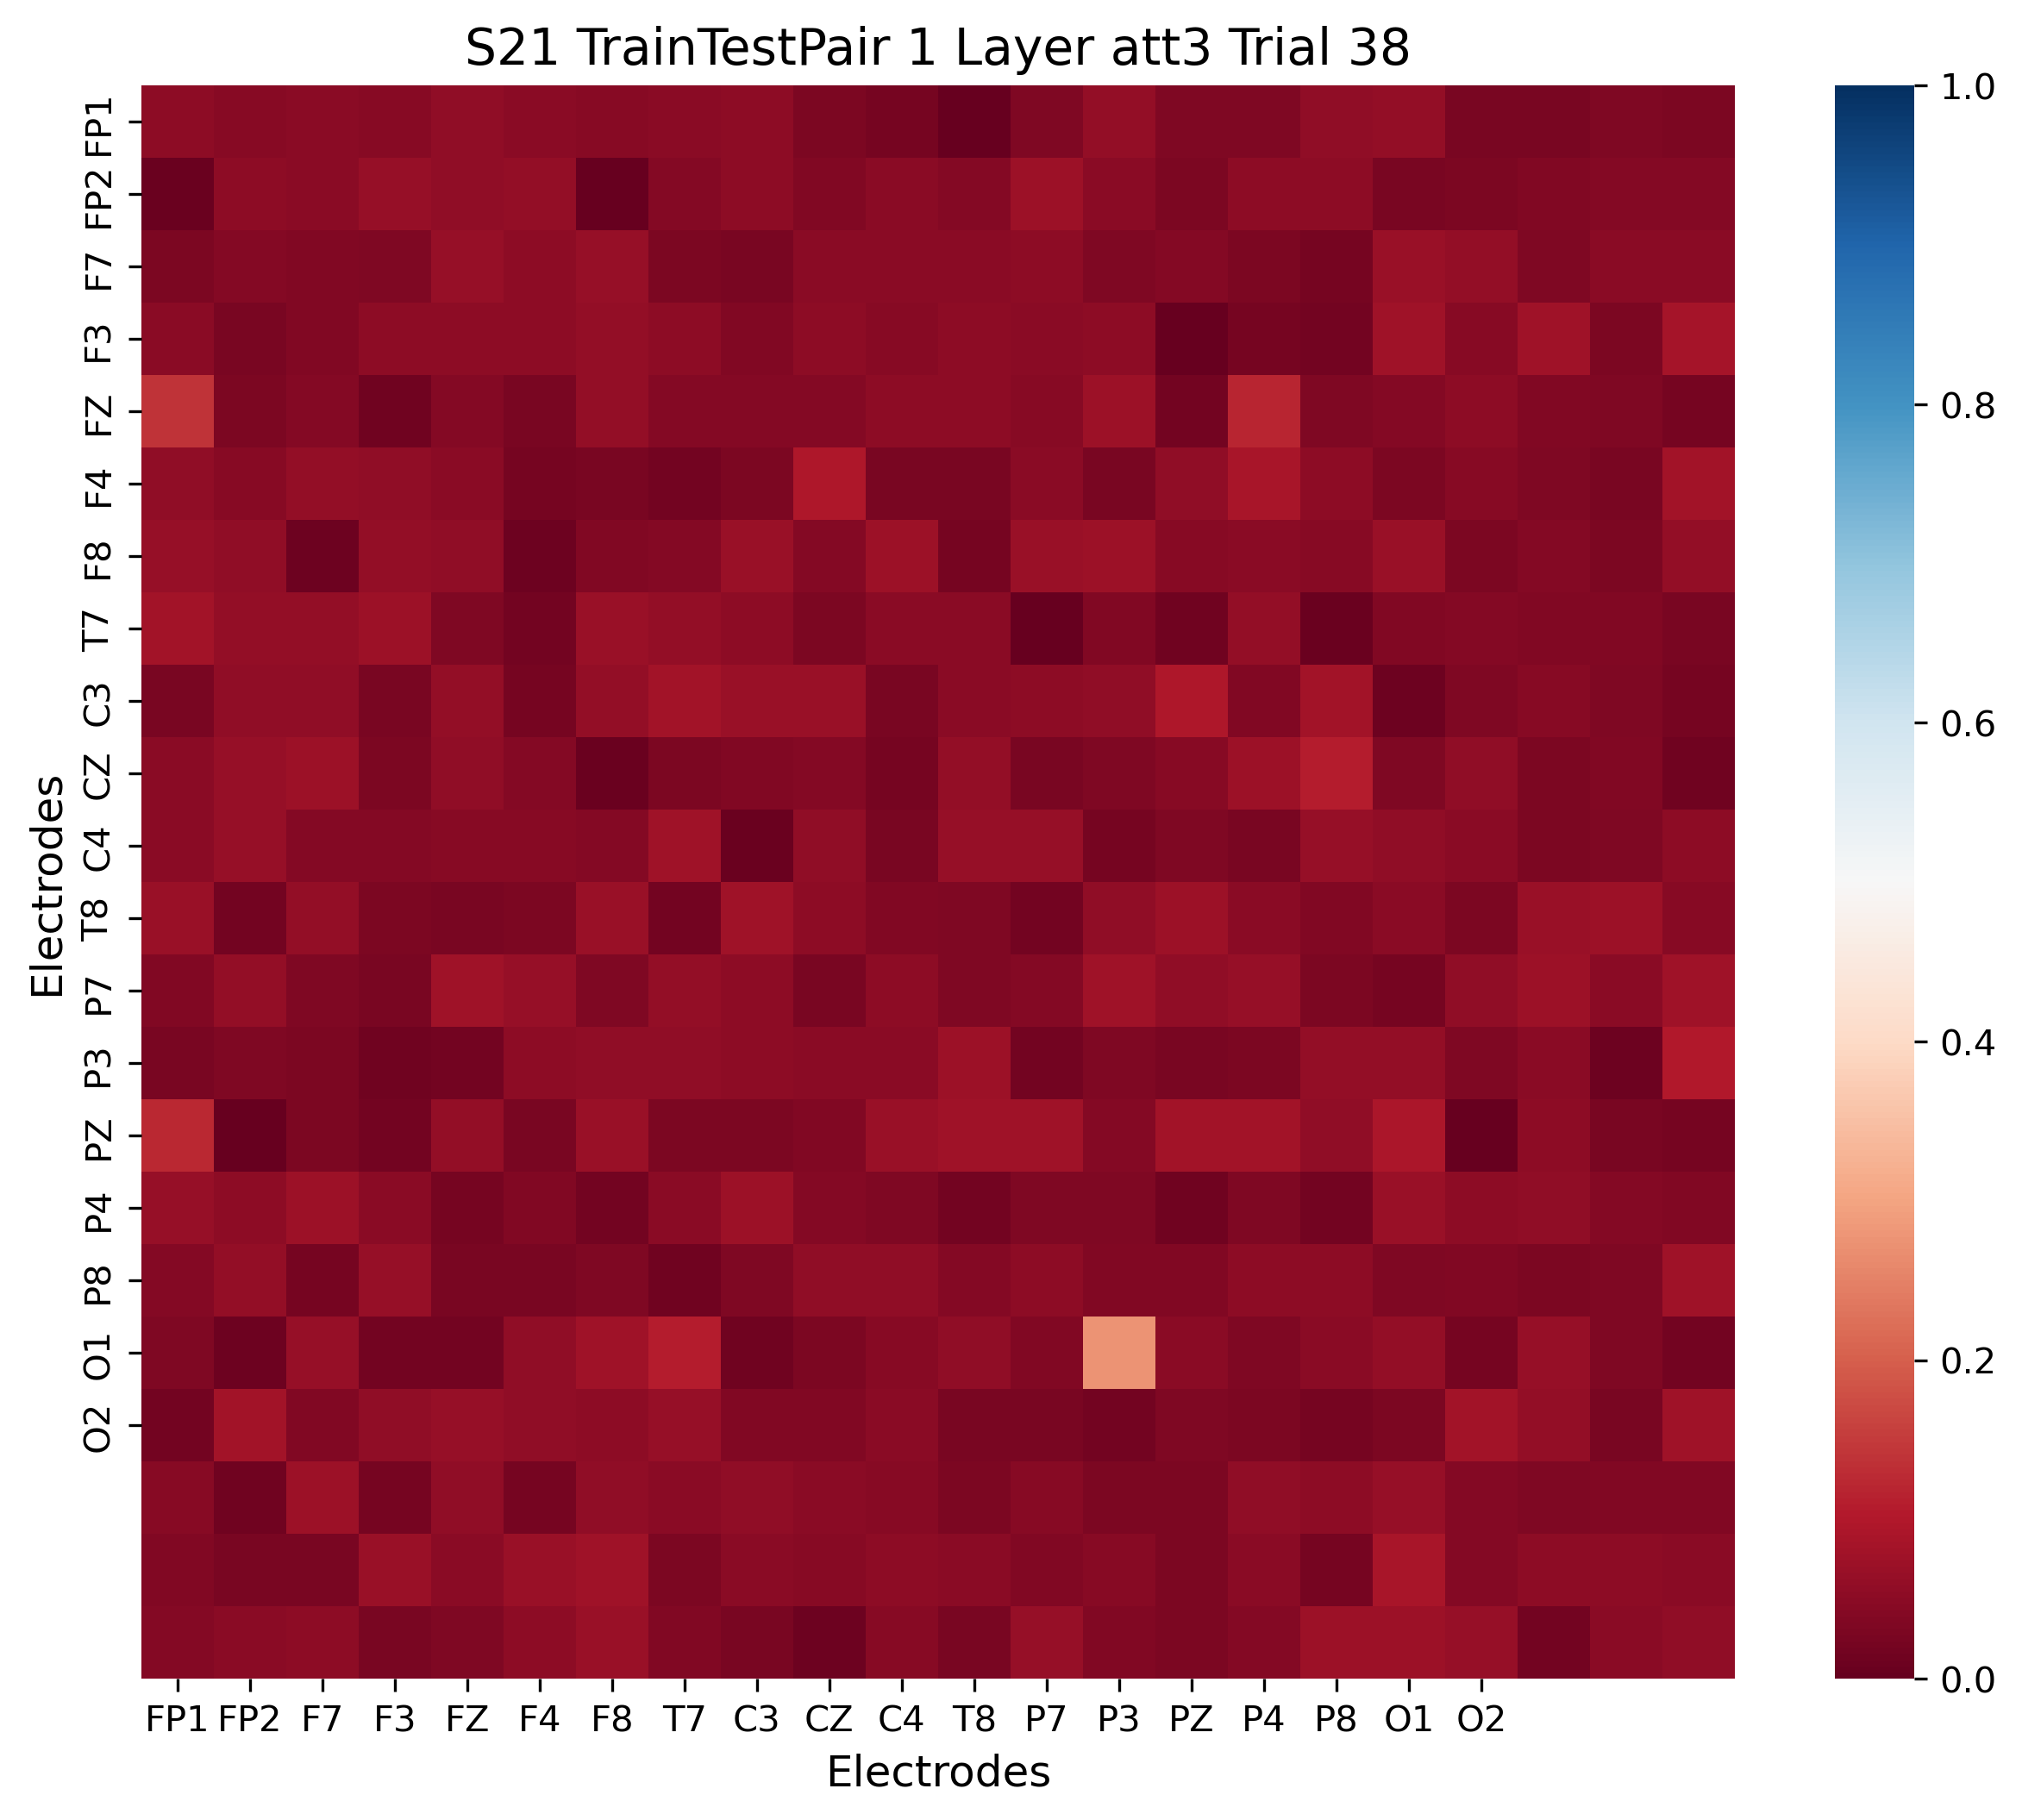 S21 TrainTestPair 1 Layer att3 Trial 38
Electrodes
FP1
FP2
F7
F3
FZ
F4
F8
T7
C3
CZ
C4
T8
P7
P3
PZ
P4
P8
O1
O2
FP1 FP2 F7 F3 FZ F4 F8 T7 C3 CZ C4 T8 P7 P3 PZ P4 P8 O1 O2
Electrodes
1.0
0.8
0.6
0.4
0.2
0.0